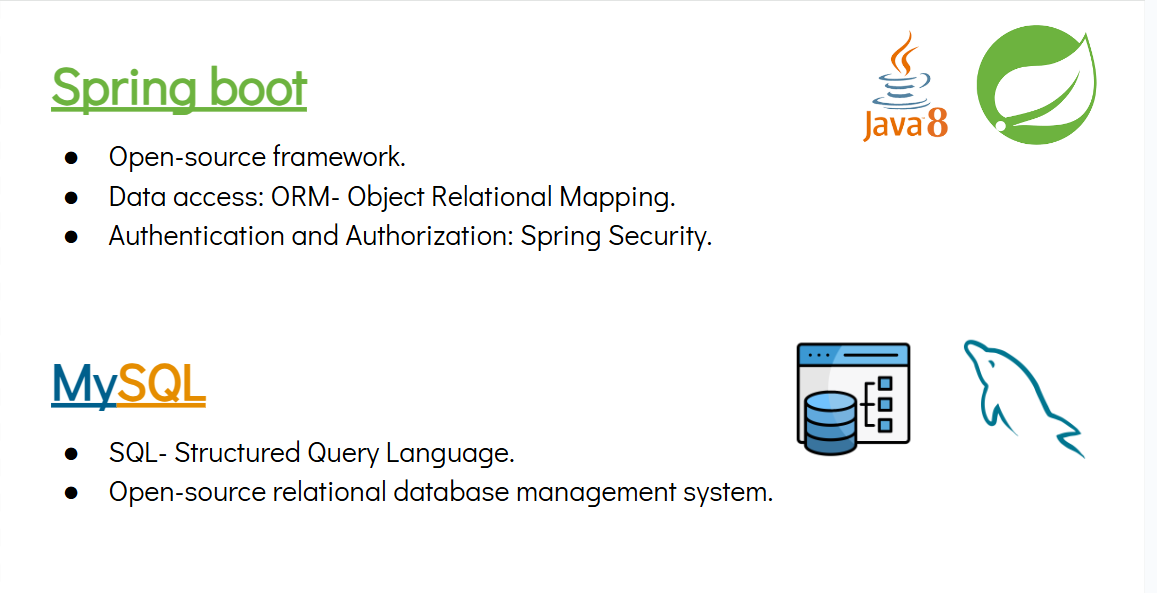 Spring boot
Java 8
● Open-source framework.
● Data access: ORM- Object Relational Mapping.
● Authentication and Authorization: Spring Security.
MySQL
● SQL- Structured Query Language.
● Open-source relational database management system.